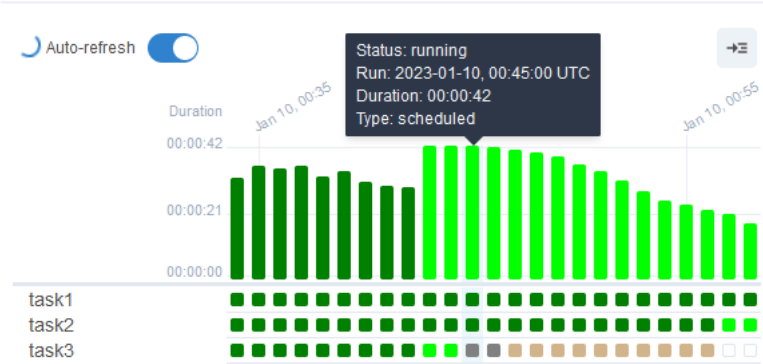 Auto-refresh
Status: running
Run: 2023-01-10, 00:45:00 UTC
Duration: 00:00:42
Type: scheduled
Duration
Jan 10, 00:35
Jan 10, 00:55
00:00:42
00:00:21
00:00:00
task1
task2
task3